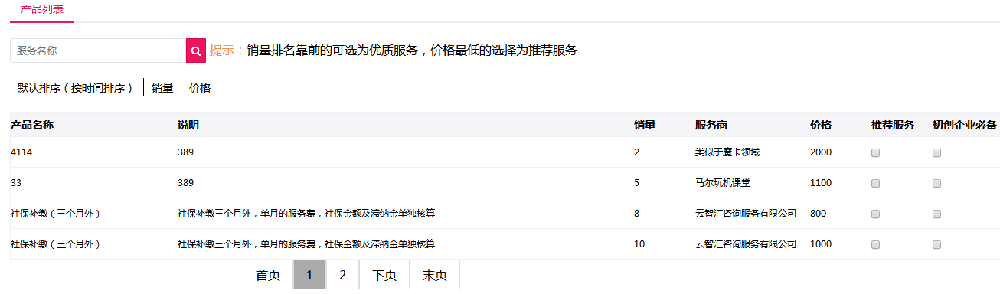 产品列表
服务名称 提示：销量排名靠前的可选为优质服务，价格最低的选择为推荐服务
默认排序（按时间排序） 销量 价格
产品名称 说明 销量 服务商 价格 推荐服务 初创企业必备
4114 389 2 类似于魔卡领域 2000
33 389 5 马尔玩机课堂 1100
社保补缴（三个月外） 社保补缴三个月外，单月的服务费，社保金额及滞纳金单独核算 8 云智汇咨询服务有限公司 800
社保补缴（三个月外） 社保补缴三个月外，单月的服务费，社保金额及滞纳金单独核算 10 云智汇咨询服务有限公司 1000
首页 1 2 下页 末页